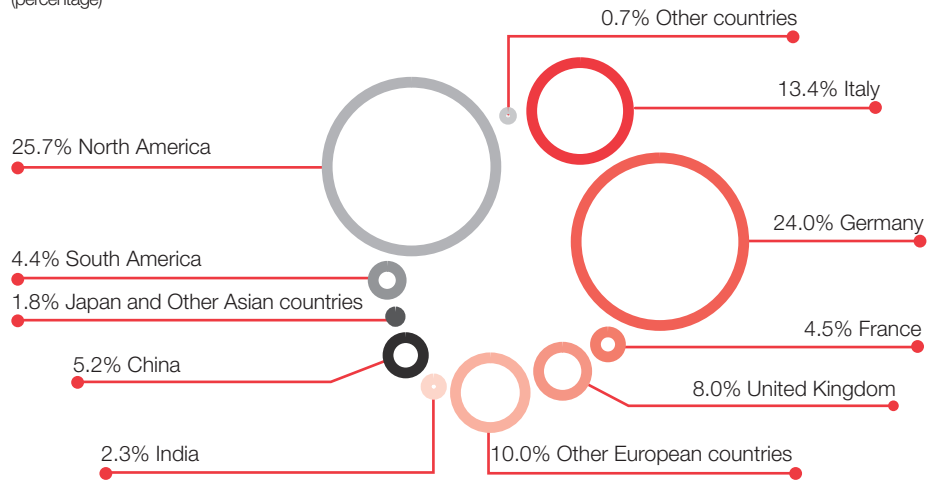 (percentage)
0.7% Other countries
13.4% Italy
25.7% North America
24.0% Germany
4.4% South America
1.8% Japan and Other Asian countries
4.5% France
5.2% China
8.0% United Kingdom
2.3% India
10.0% Other European countries